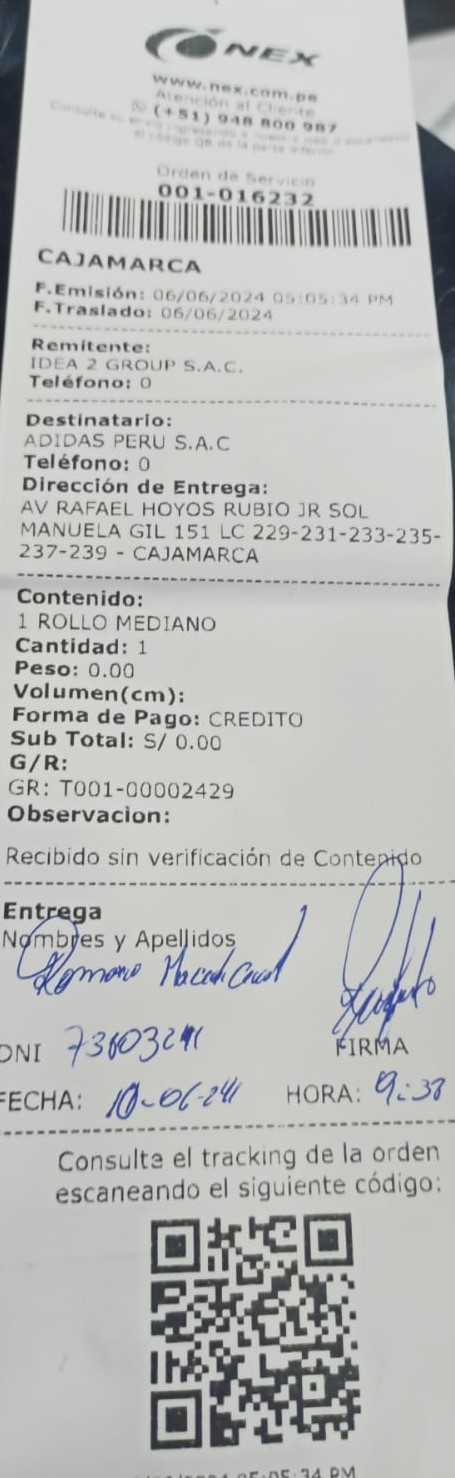 NEX
www.nex.com.pe
Atención al Cliente
(+51) 948 800 987
Orden de Servicio
001-016232
CAJAMARCA
F.Emisión: 06/06/2024 05:05:34 PM
F.Traslado: 06/06/2024
Remitente:
IDEA 2 GROUP S.A.C.
Teléfono: 0
Destinatario:
ADIDAS PERU S.A.C
Teléfono: 0
Dirección de Entrega:
AV RAFAEL HOYOS RUBIO JR SOL
MANUELA GIL 151 LC 229-231-233-235-
237-239 - CAJAMARCA
Contenido:
1 ROLLO MEDIANO
Cantidad: 1
Peso: 0.00
Volumen(cm):
Forma de Pago: CREDITO
Sub Total: S/ 0.00
G/R:
GR: T001-00002429
Observacion:
Recibido sin verificación de Contenido
Entrega
Nombres y Apellidos
DNI
FIRMA
FECHA: 10-06-24 HORA: 9:38
Consulte el tracking de la orden
escaneando el siguiente código: